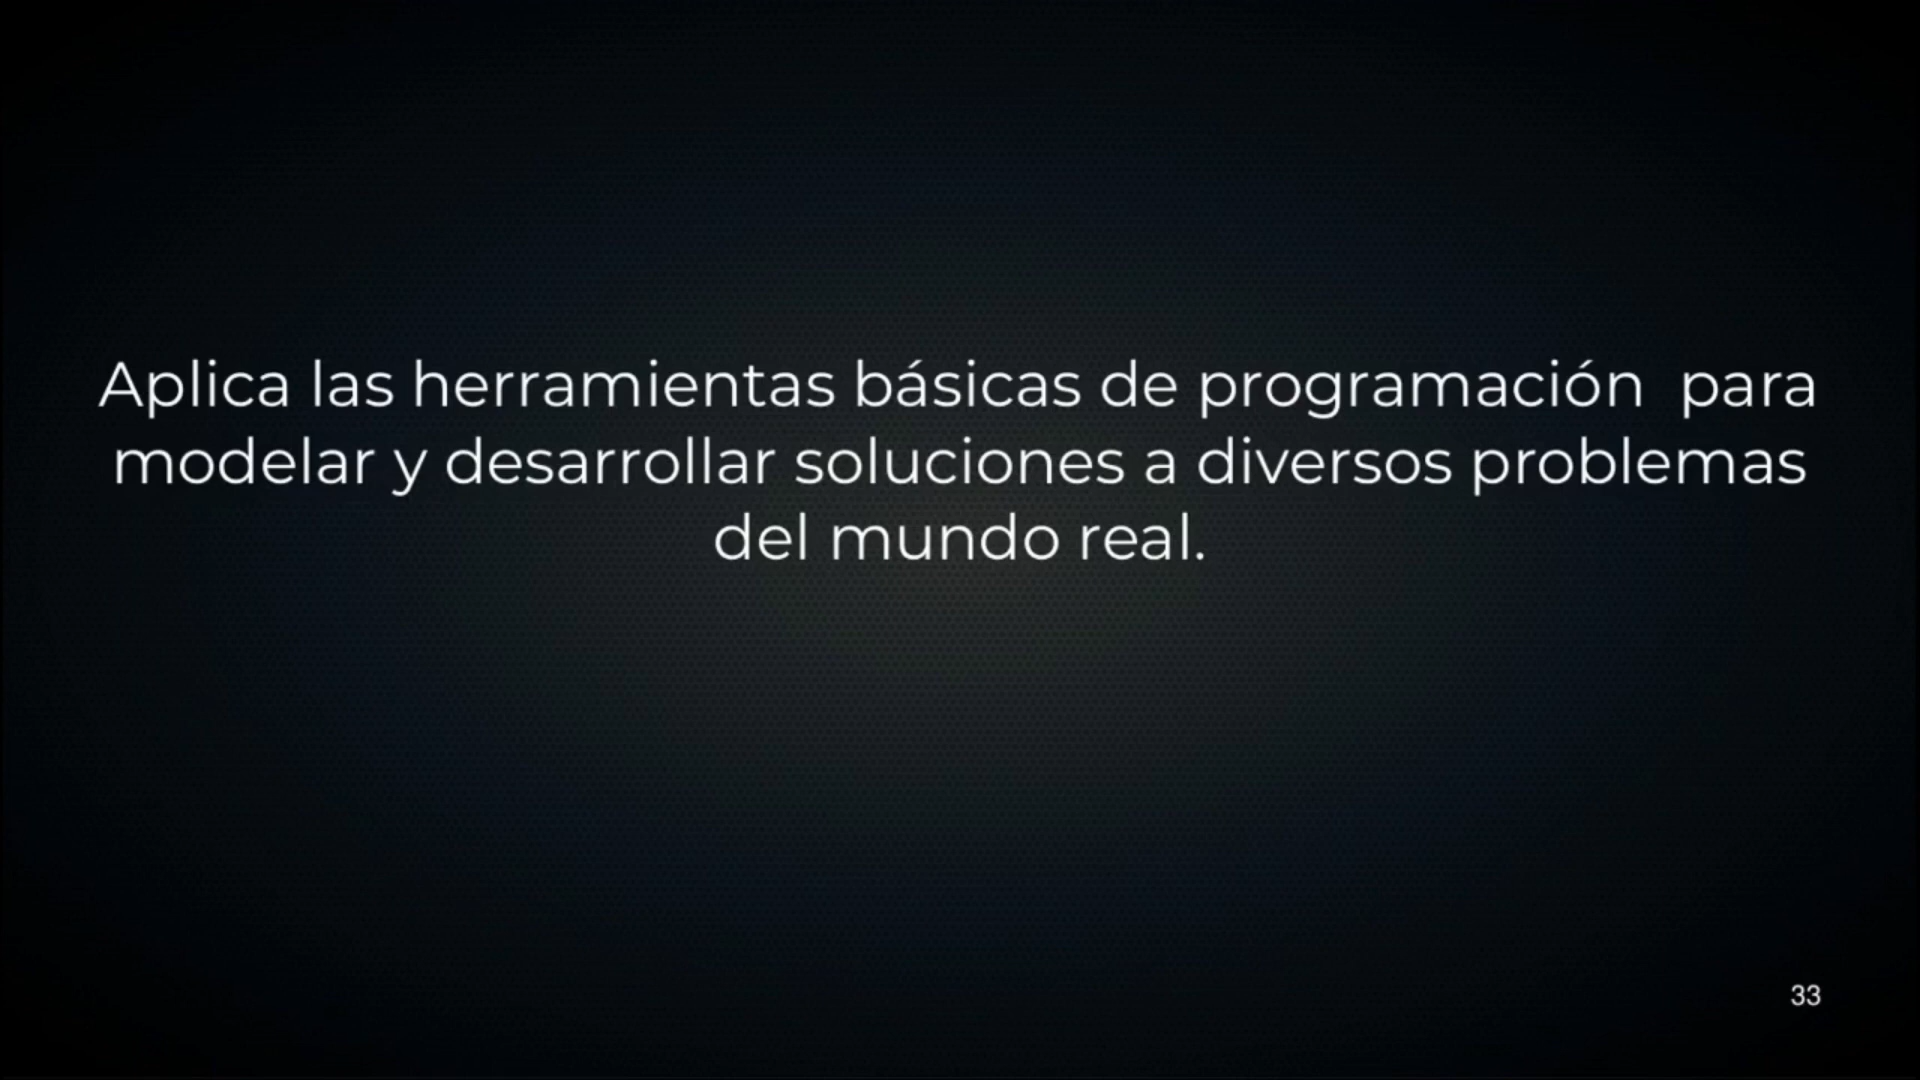 Aplica las herramientas básicas de programación  para
modelar y desarrollar soluciones a diversos problemas
del mundo real.
33